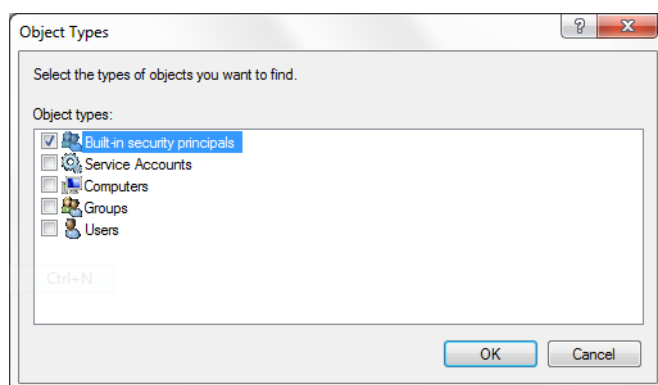 Object Types
Select the types of objects you want to find.
Object types:
Built-in security principals
Service Accounts
Computers
Groups
Users
Ctrl+N
OK
Cancel